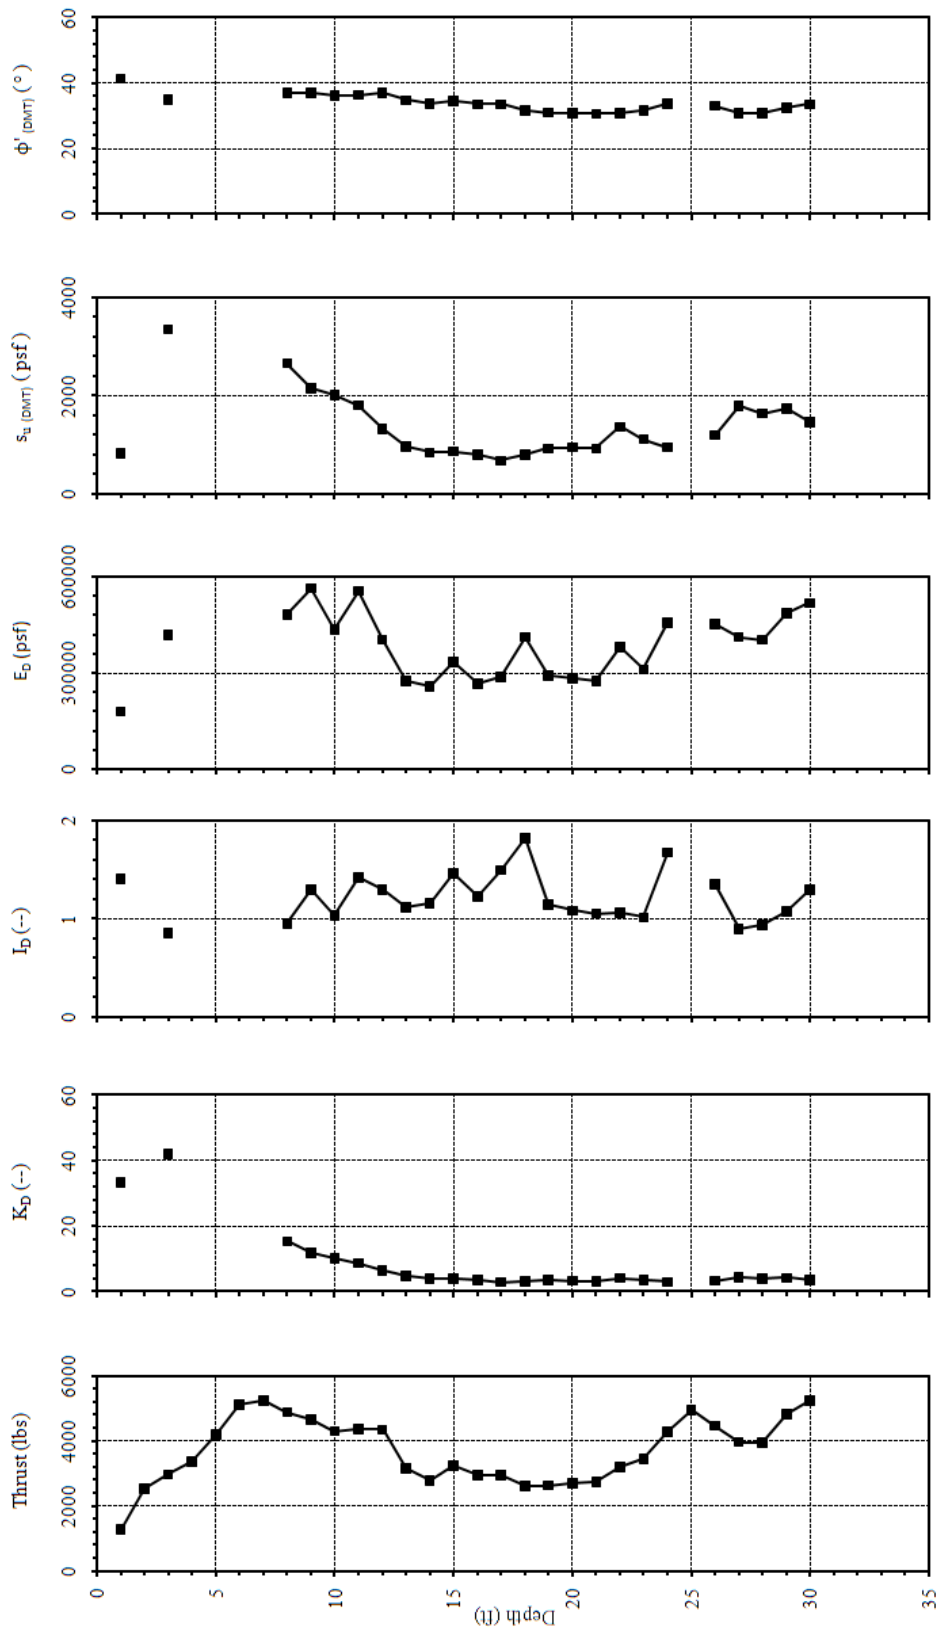 ϕ' (DMT) (°)
0 20 40 60
su (DMT) (psf)
0 2000 4000
ED (psf)
0 300000 600000
ID (--)
0 1 2
KD (--)
0 20 40 60
Thrust (lbs)
0 2000 4000 6000
0 5 10 15 20 25 30 35
Depth (ft)